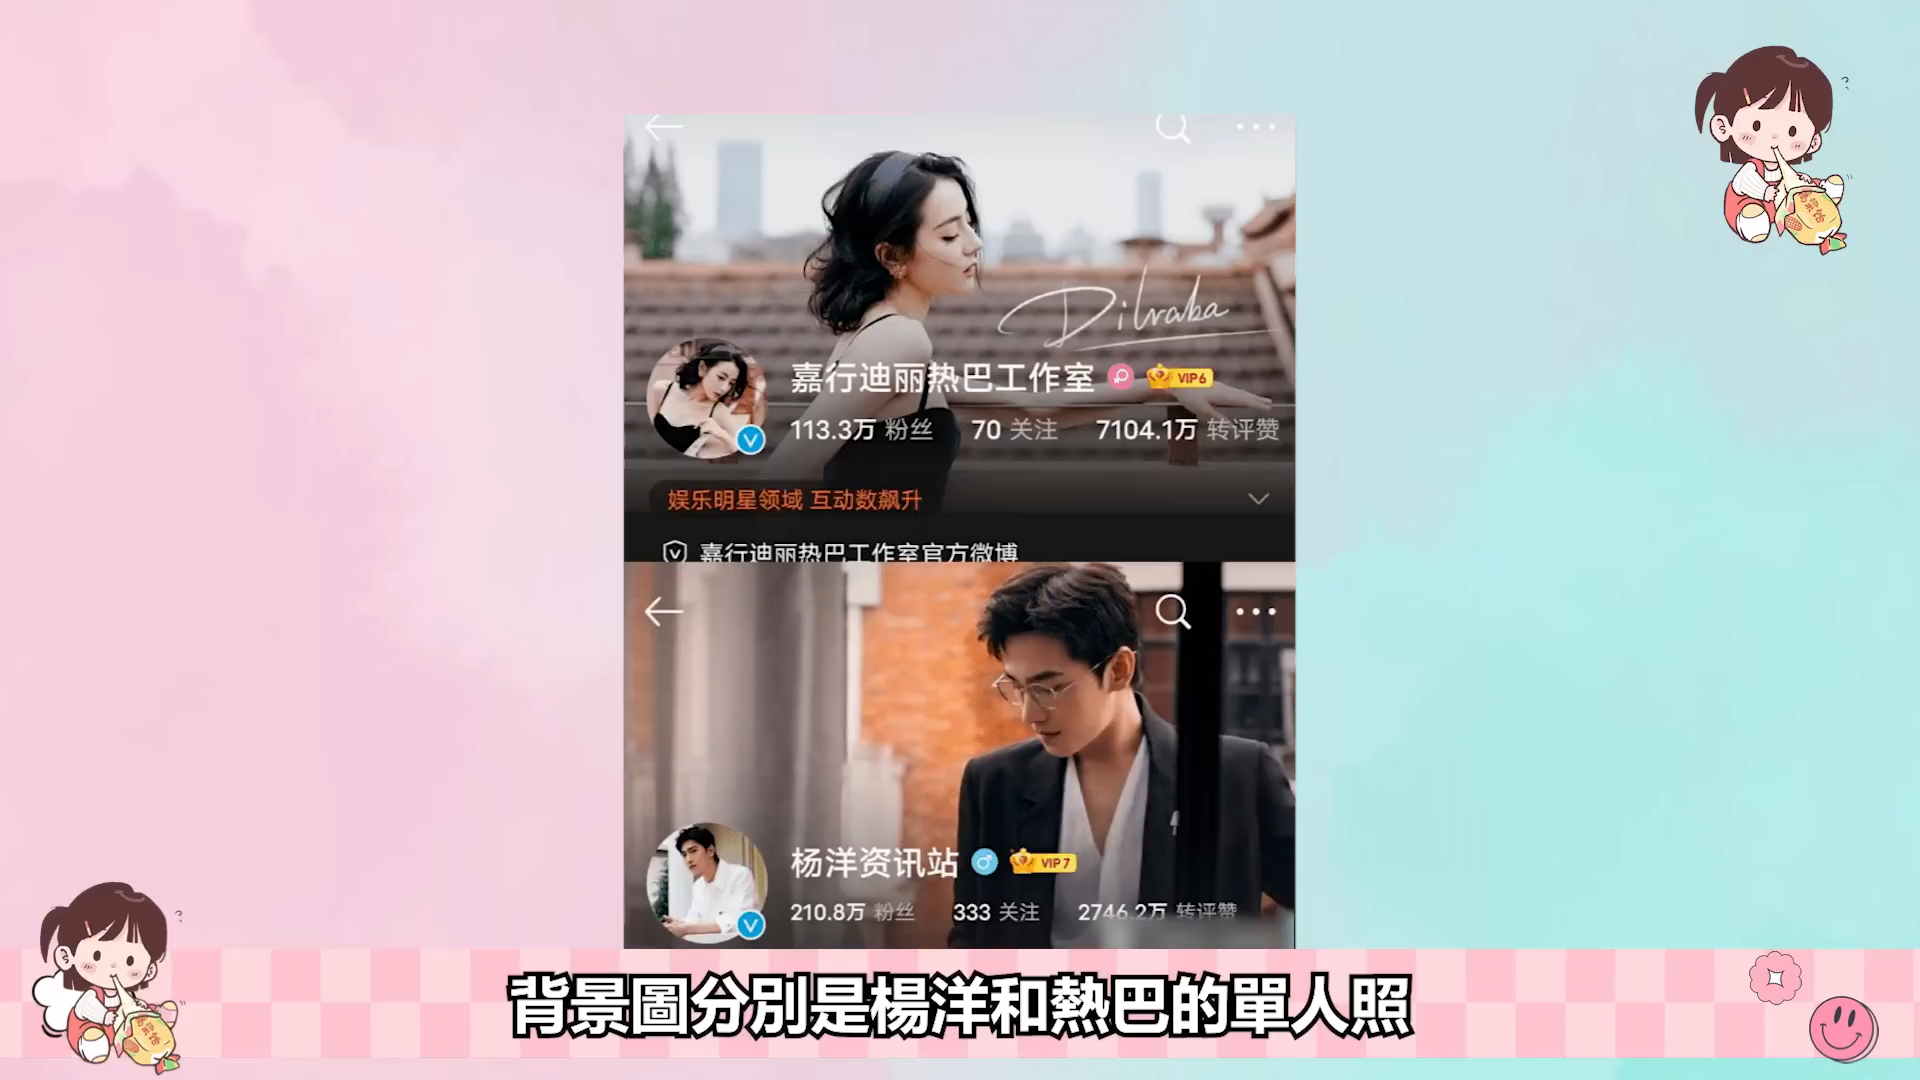 Dilraba
嘉行迪丽热巴工作室 VIP6
113.3万 粉丝 70 关注 7104.1万 转评赞
娱乐明星领域 互动数飙升
嘉行迪丽热巴工作室官方微博
杨洋资讯站 VIP7
210.8万 粉丝 333 关注 2746.2万 转评赞
背景圖分別是楊洋和熱巴的單人照